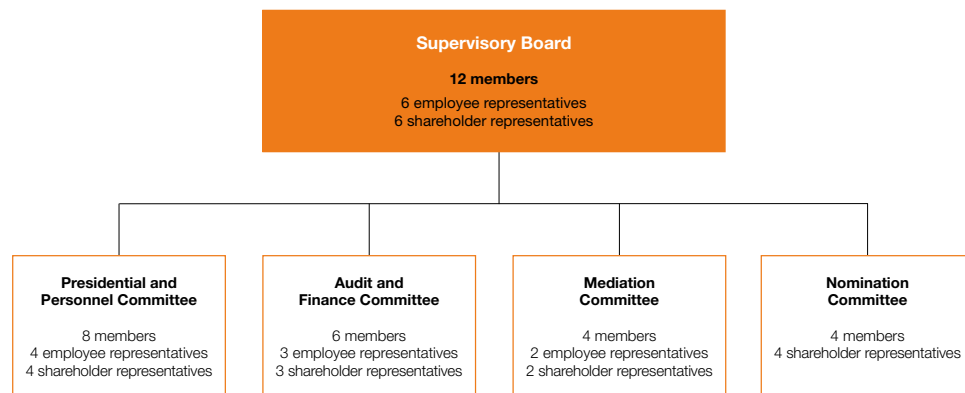 Supervisory Board
12 members
6 employee representatives
6 shareholder representatives
Presidential and
Personnel Committee
8 members
4 employee representatives
4 shareholder representatives
Audit and
Finance Committee
6 members
3 employee representatives
3 shareholder representatives
Mediation
Committee
4 members
2 employee representatives
2 shareholder representatives
Nomination
Committee
4 members
4 shareholder representatives